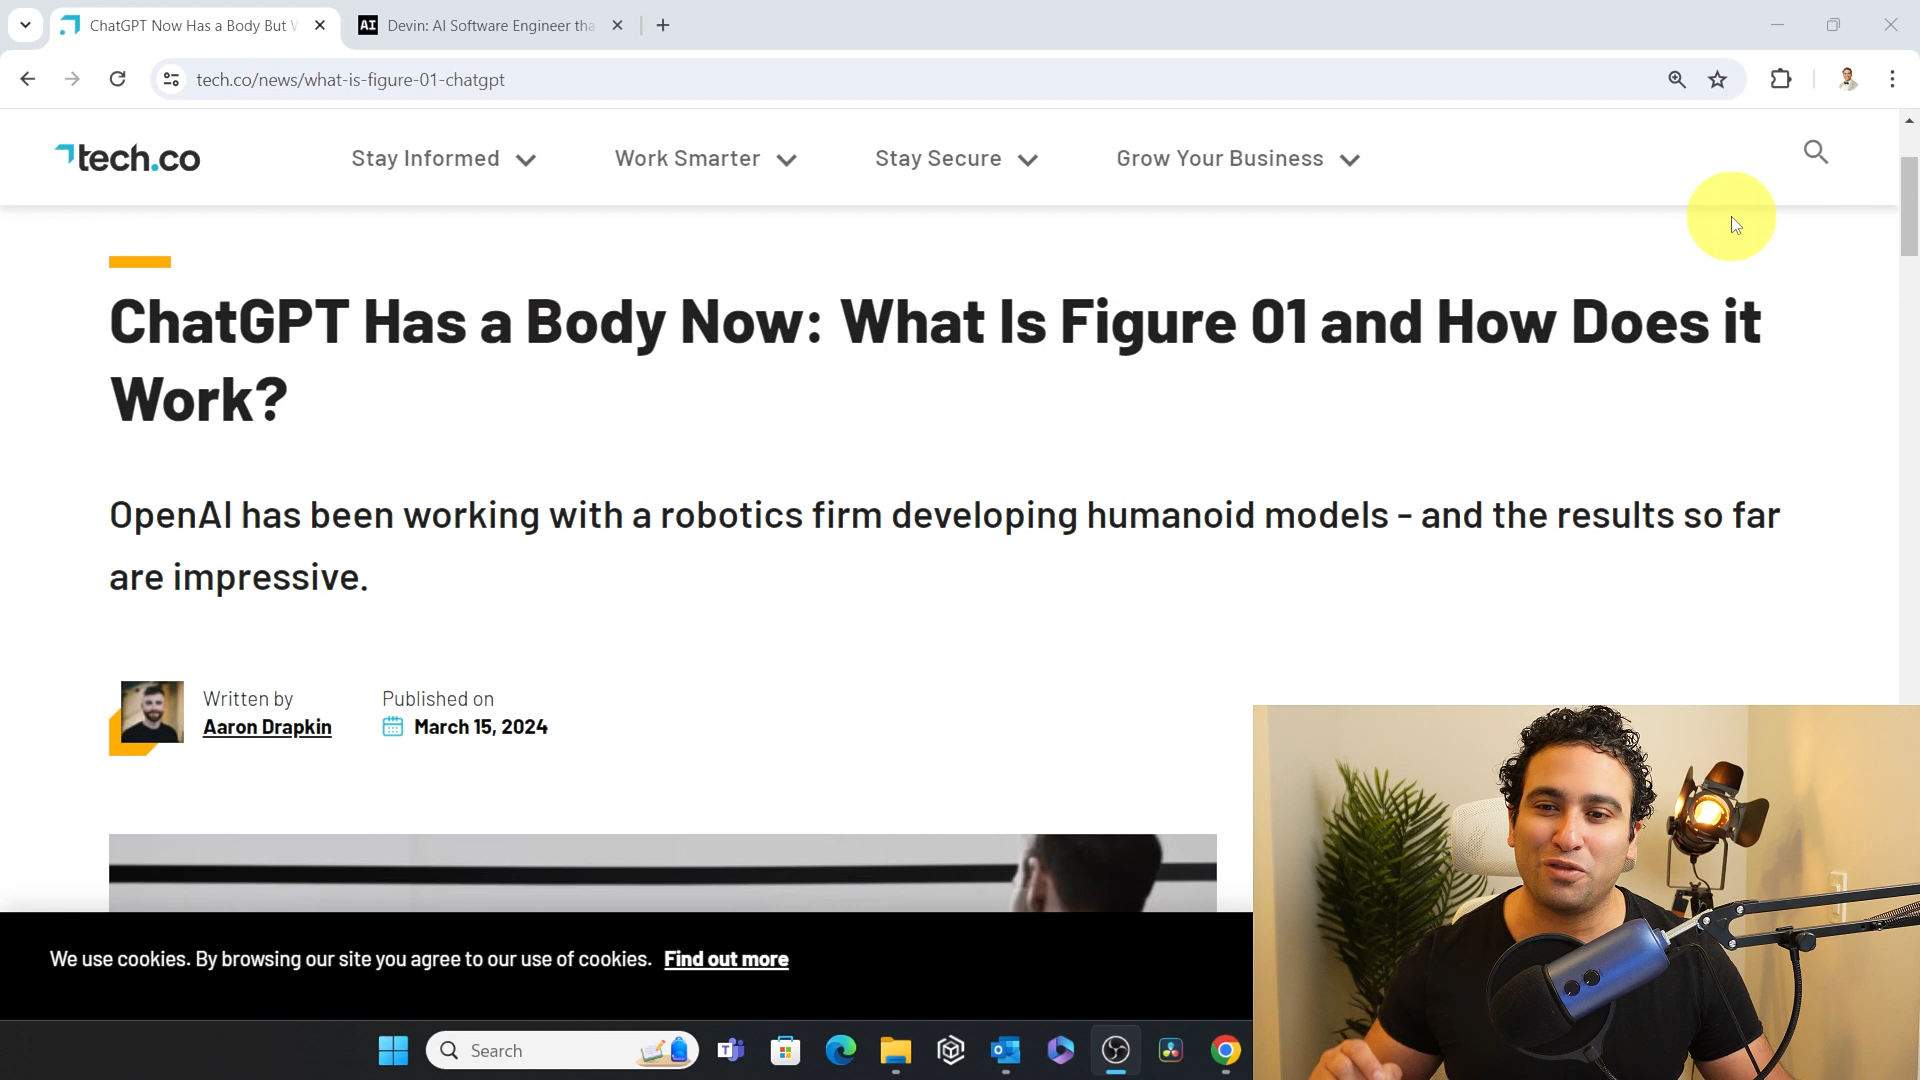 ChatGPT Now Has a Body But W
AI Devin: AI Software Engineer tha
tech.co/news/what-is-figure-01-chatgpt
tech.co
Stay Informed
Work Smarter
Stay Secure
Grow Your Business
ChatGPT Has a Body Now: What Is Figure 01 and How Does it
Work?
OpenAI has been working with a robotics firm developing humanoid models - and the results so far
are impressive.
Written by
Aaron Drapkin
Published on
March 15, 2024
We use cookies. By browsing our site you agree to our use of cookies. Find out more
Search